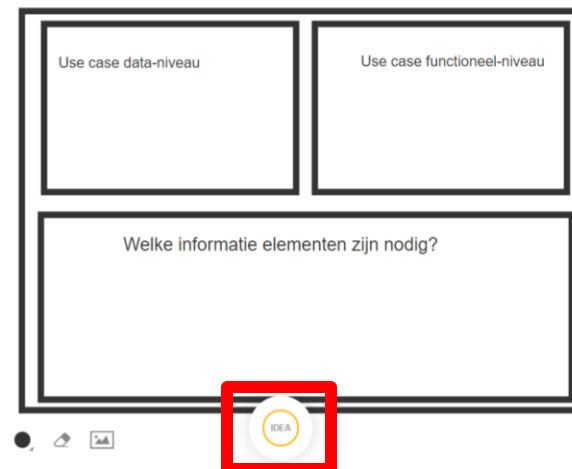 Use case data-niveau
Use case functioneel-niveau
Welke informatie elementen zijn nodig?
IDEA